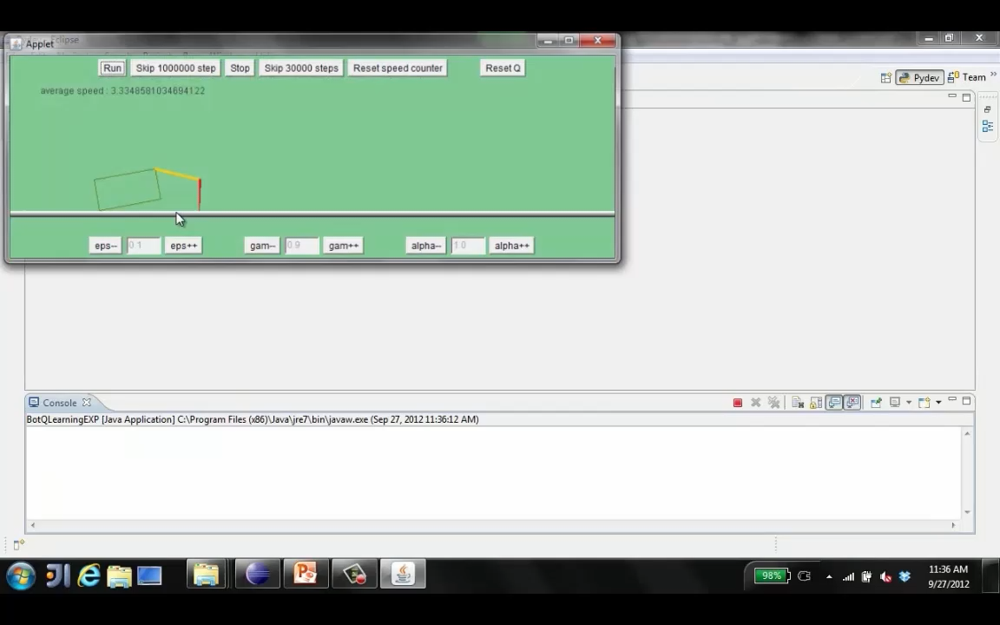 Eclipse
Applet
Run Skip 1000000 step Stop Skip 30000 steps Reset speed counter Reset Q
average speed : 3.3348581034694122
Pydev Team
eps-- 0.1 eps++ gam-- 0.9 gam++ alpha-- 1.0 alpha++
Console
BotQLearningEXP [Java Application] C:\Program Files (x86)\Java\jre7\bin\javaw.exe (Sep 27, 2012 11:36:12 AM)
98%
11:36 AM
9/27/2012